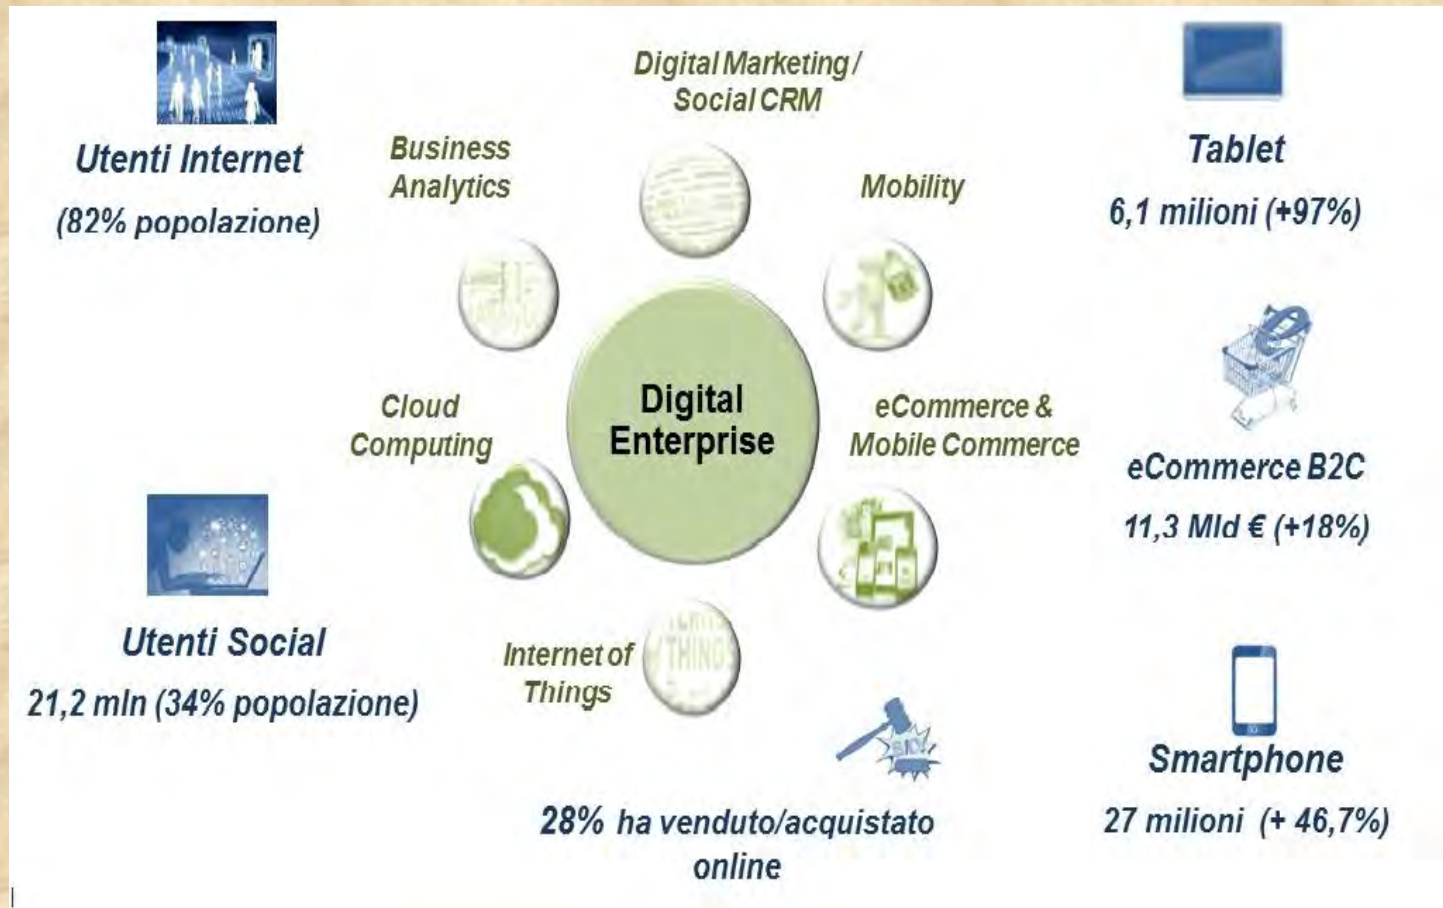 Utenti Internet
(82% popolazione)
Utenti Social
21,2 mln (34% popolazione)
Digital Marketing /
Social CRM
Business
Analytics
Mobility
Cloud
Computing
Digital
Enterprise
eCommerce &
Mobile Commerce
Internet of
Things
THINGS
BID!
28% ha venduto/acquistato
online
Tablet
6,1 milioni (+97%)
eCommerce B2C
11,3 Mld € (+18%)
Smartphone
27 milioni (+ 46,7%)